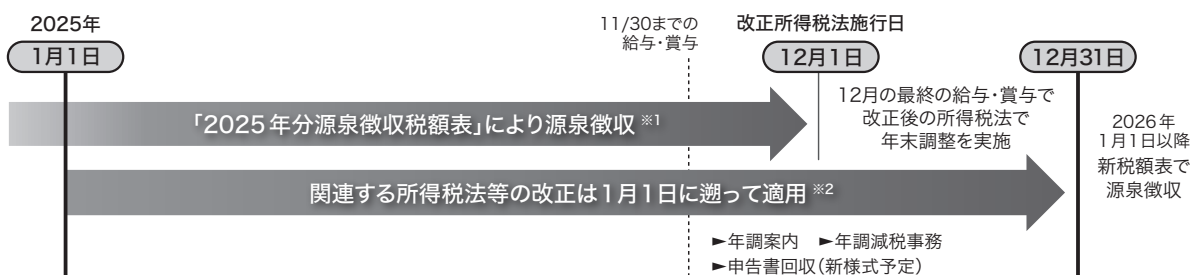 2025年
1月1日
11/30までの
給与・賞与
改正所得税法施行日
12月1日
12月31日
「2025年分源泉徴収税額表」により源泉徴収 ※1
12月の最終の給与・賞与で
改正後の所得税法で
年末調整を実施
2026年
1月1日以降
新税額表で
源泉徴収
関連する所得税法等の改正は1月1日に遡って適用 ※2
►年調案内 ►年調減税事務
►申告書回収(新様式予定)